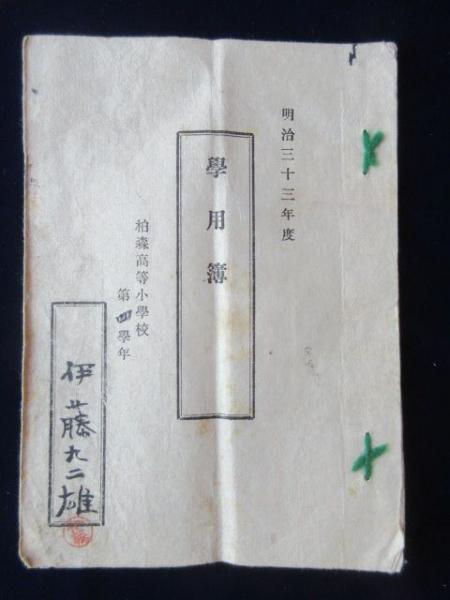 明治三十三年度
學用簿
柏森高等小學校
第四學年
伊藤九二雄